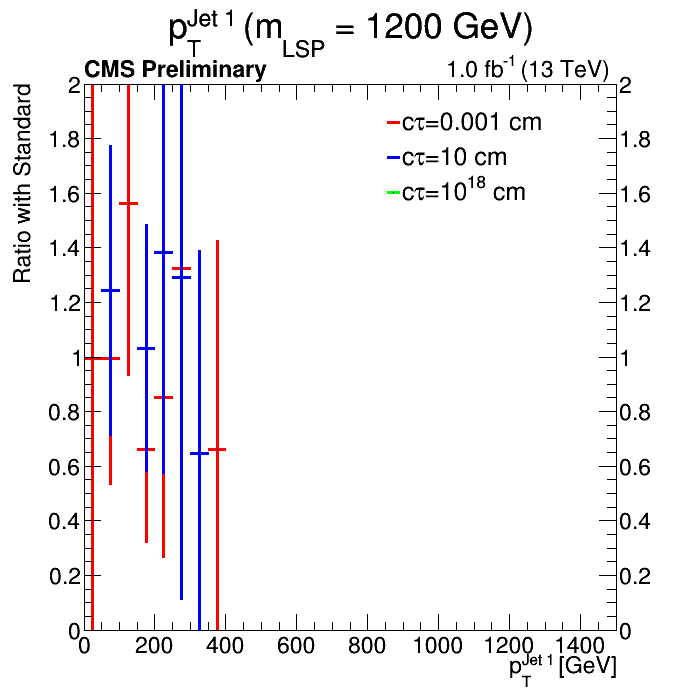 p_T^Jet 1 (m_LSP = 1200 GeV)
CMS Preliminary 1.0 fb^-1 (13 TeV)
Ratio with Standard
cτ=0.001 cm
cτ=10 cm
cτ=10^18 cm
2 2
1.8 1.8
1.6 1.6
1.4 1.4
1.2 1.2
1 1
0.8 0.8
0.6 0.6
0.4 0.4
0.2 0.2
0 0
0 200 400 600 800 1000 1200 1400
p_T^Jet 1 [GeV]